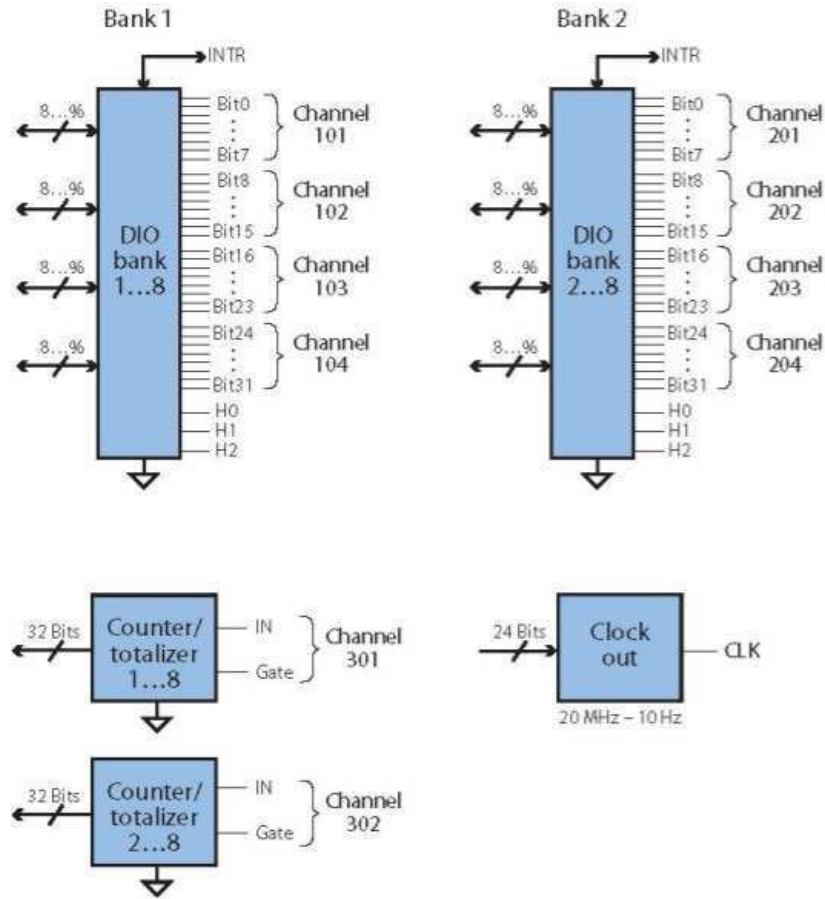 Bank 1
INTR
8...%
8...%
8...%
8...%
DIO
bank
1...8
Bit0
Bit7
Bit8
Bit15
Bit16
Bit23
Bit24
Bit31
H0
H1
H2
Channel
101
Channel
102
Channel
103
Channel
104
Bank 2
INTR
8...%
8...%
8...%
8...%
DIO
bank
2...8
Bit0
Bit7
Bit8
Bit15
Bit16
Bit23
Bit24
Bit31
H0
H1
H2
Channel
201
Channel
202
Channel
203
Channel
204
32 Bits
Counter/
totalizer
1...8
IN
Gate
Channel
301
24 Bits
Clock
out
CLK
20 MHz – 10 Hz
32 Bits
Counter/
totalizer
2...8
IN
Gate
Channel
302